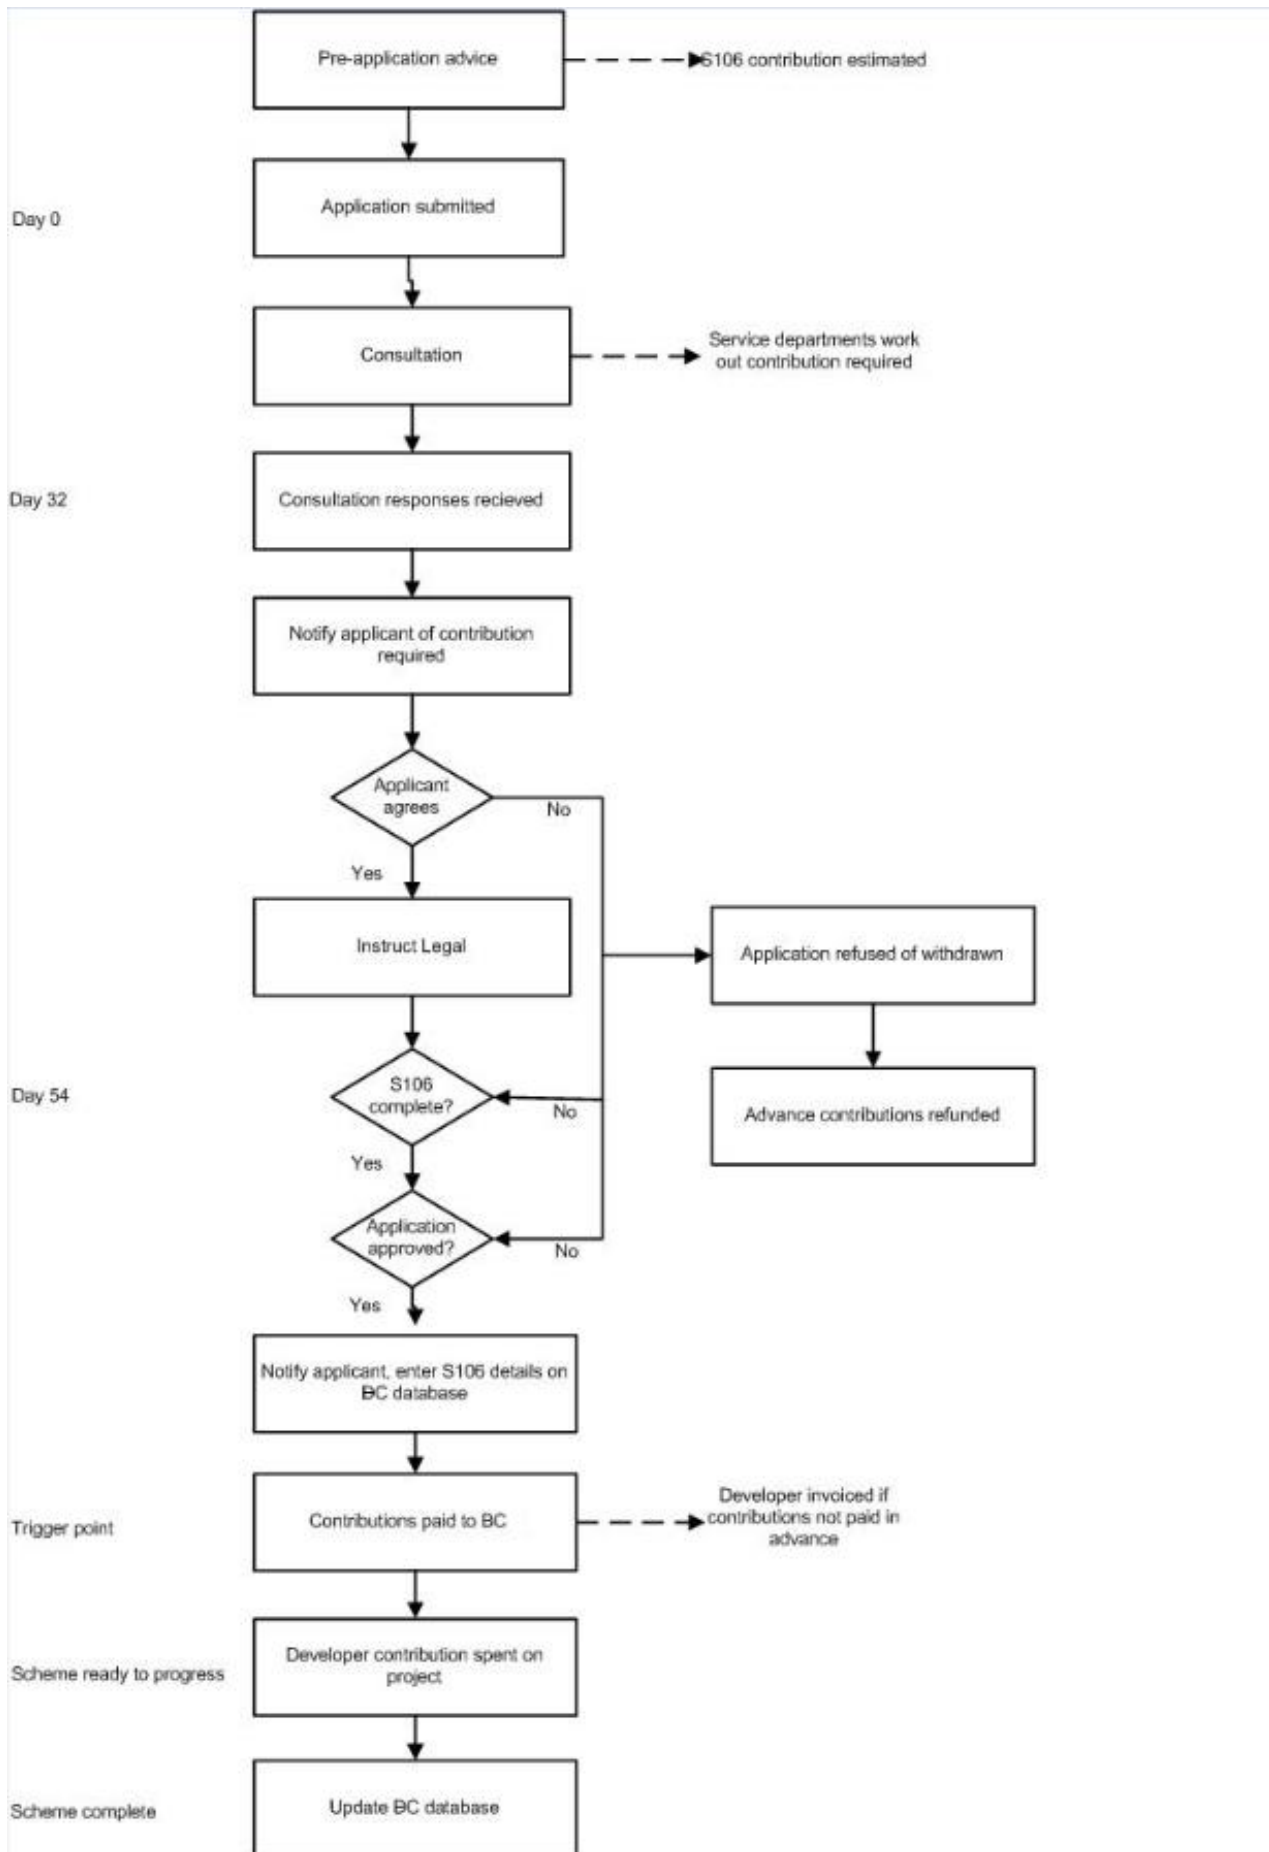 Pre-application advice
S106 contribution estimated
Day 0
Application submitted
Consultation
Service departments work
out contribution required
Day 32
Consultation responses recieved
Notify applicant of contribution
required
Applicant
agrees
No
Yes
Instruct Legal
Application refused of withdrawn
Day 54
S106
complete?
No
Advance contributions refunded
Yes
Application
approved?
No
Yes
Notify applicant, enter S106 details on
BC database
Trigger point
Contributions paid to BC
Developer invoiced if
contributions not paid in
advance
Scheme ready to progress
Developer contribution spent on
project
Scheme complete
Update BC database